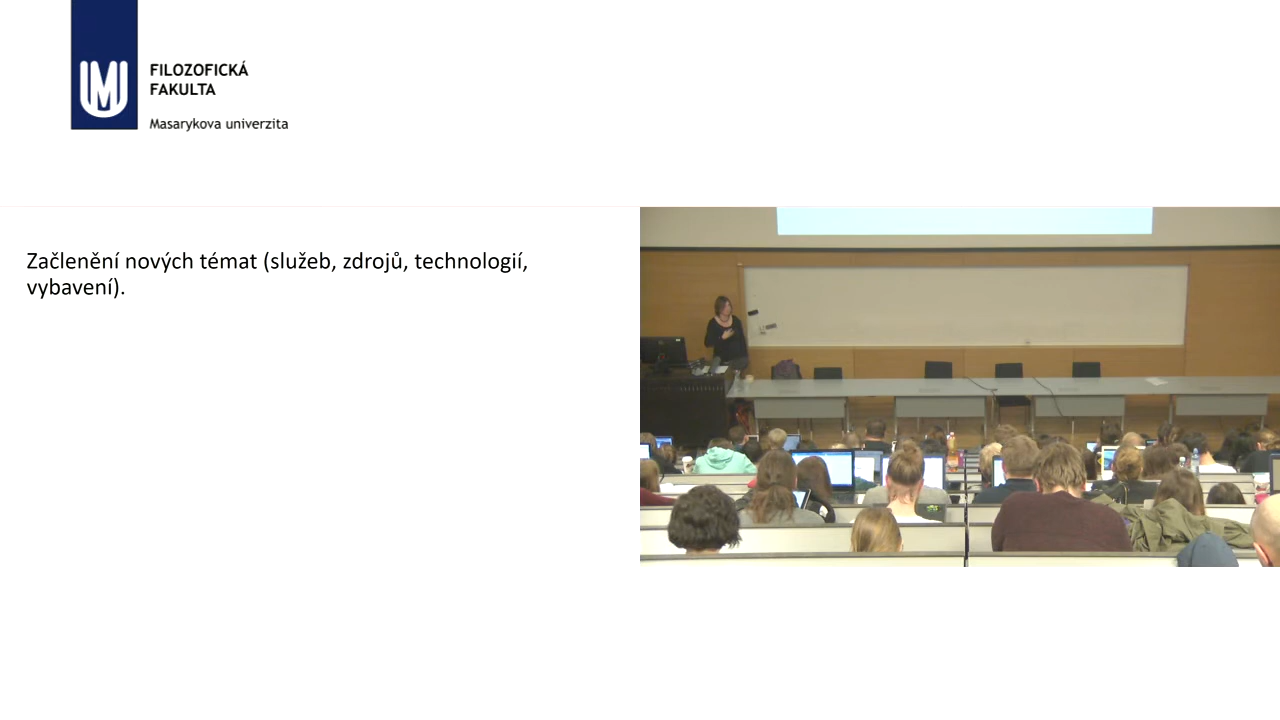 FILOZOFICKÁ
FAKULTA
Masarykova univerzita
Začlenění nových témat (služeb, zdrojů, technologií,
vybavení).